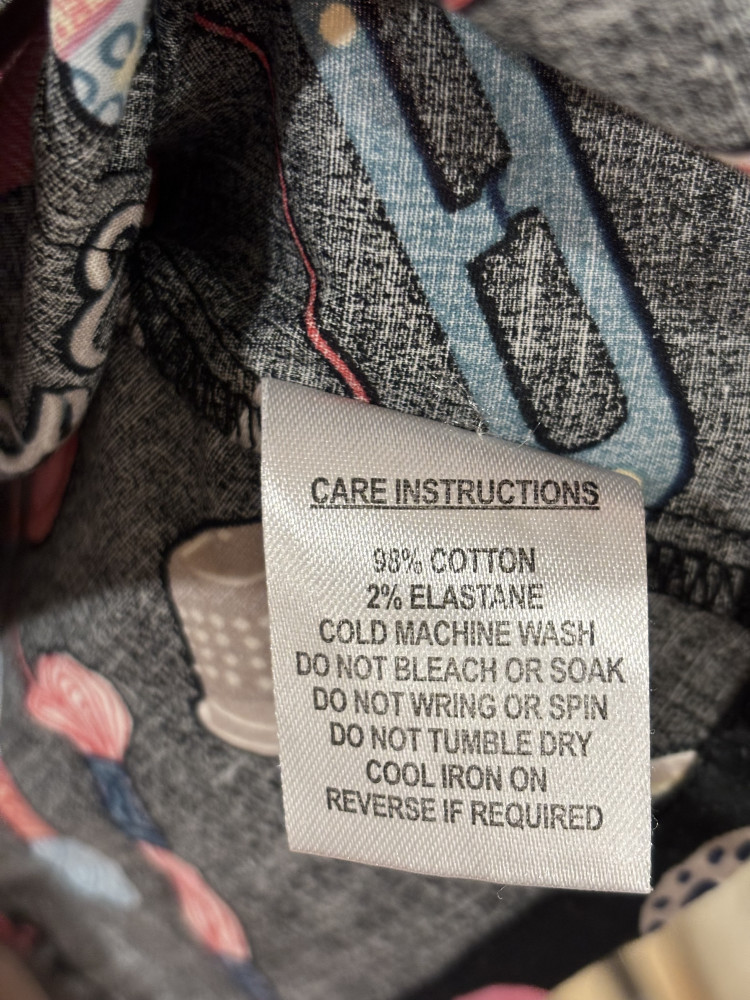 CARE INSTRUCTIONS
98% COTTON
2% ELASTANE
COLD MACHINE WASH
DO NOT BLEACH OR SOAK
DO NOT WRING OR SPIN
DO NOT TUMBLE DRY
COOL IRON ON
REVERSE IF REQUIRED